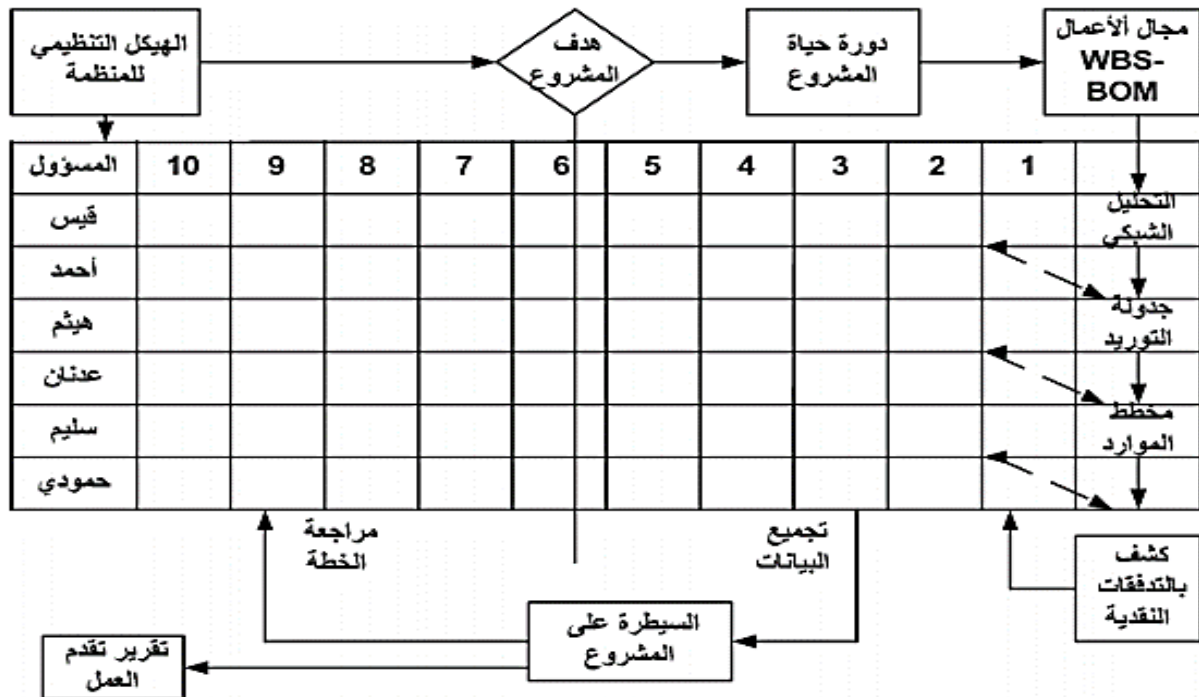 مجال ألأعمال
WBS-
BOM
دورة حياة
المشروع
هدف
المشروع
الهيكل التنظيمي
للمنظمة
1 2 3 4 5 6 7 8 9 10 المسؤول
التحليل
الشبكي
قيس
أحمد
جدولة
التوريد
هيثم
عدنان
مخطط
الموارد
سليم
حمودي
كشف
بالتدفقات
النقدية
تجميع
البيانات
مراجعة
الخطة
السيطرة على
المشروع
تقرير تقدم
العمل